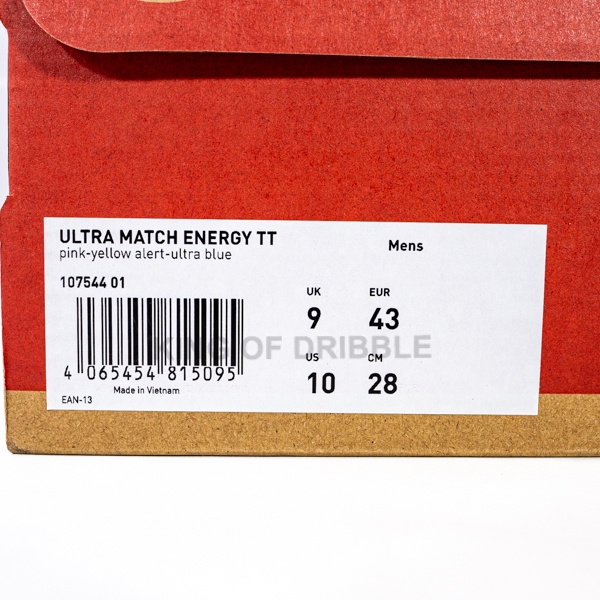 ULTRA MATCH ENERGY TT
pink-yellow alert-ultra blue
Mens
107544 01
UK EUR
9 43
KING OF DRIBBLE
US CM
10 28
4 065454 815095
Made in Vietnam
EAN-13